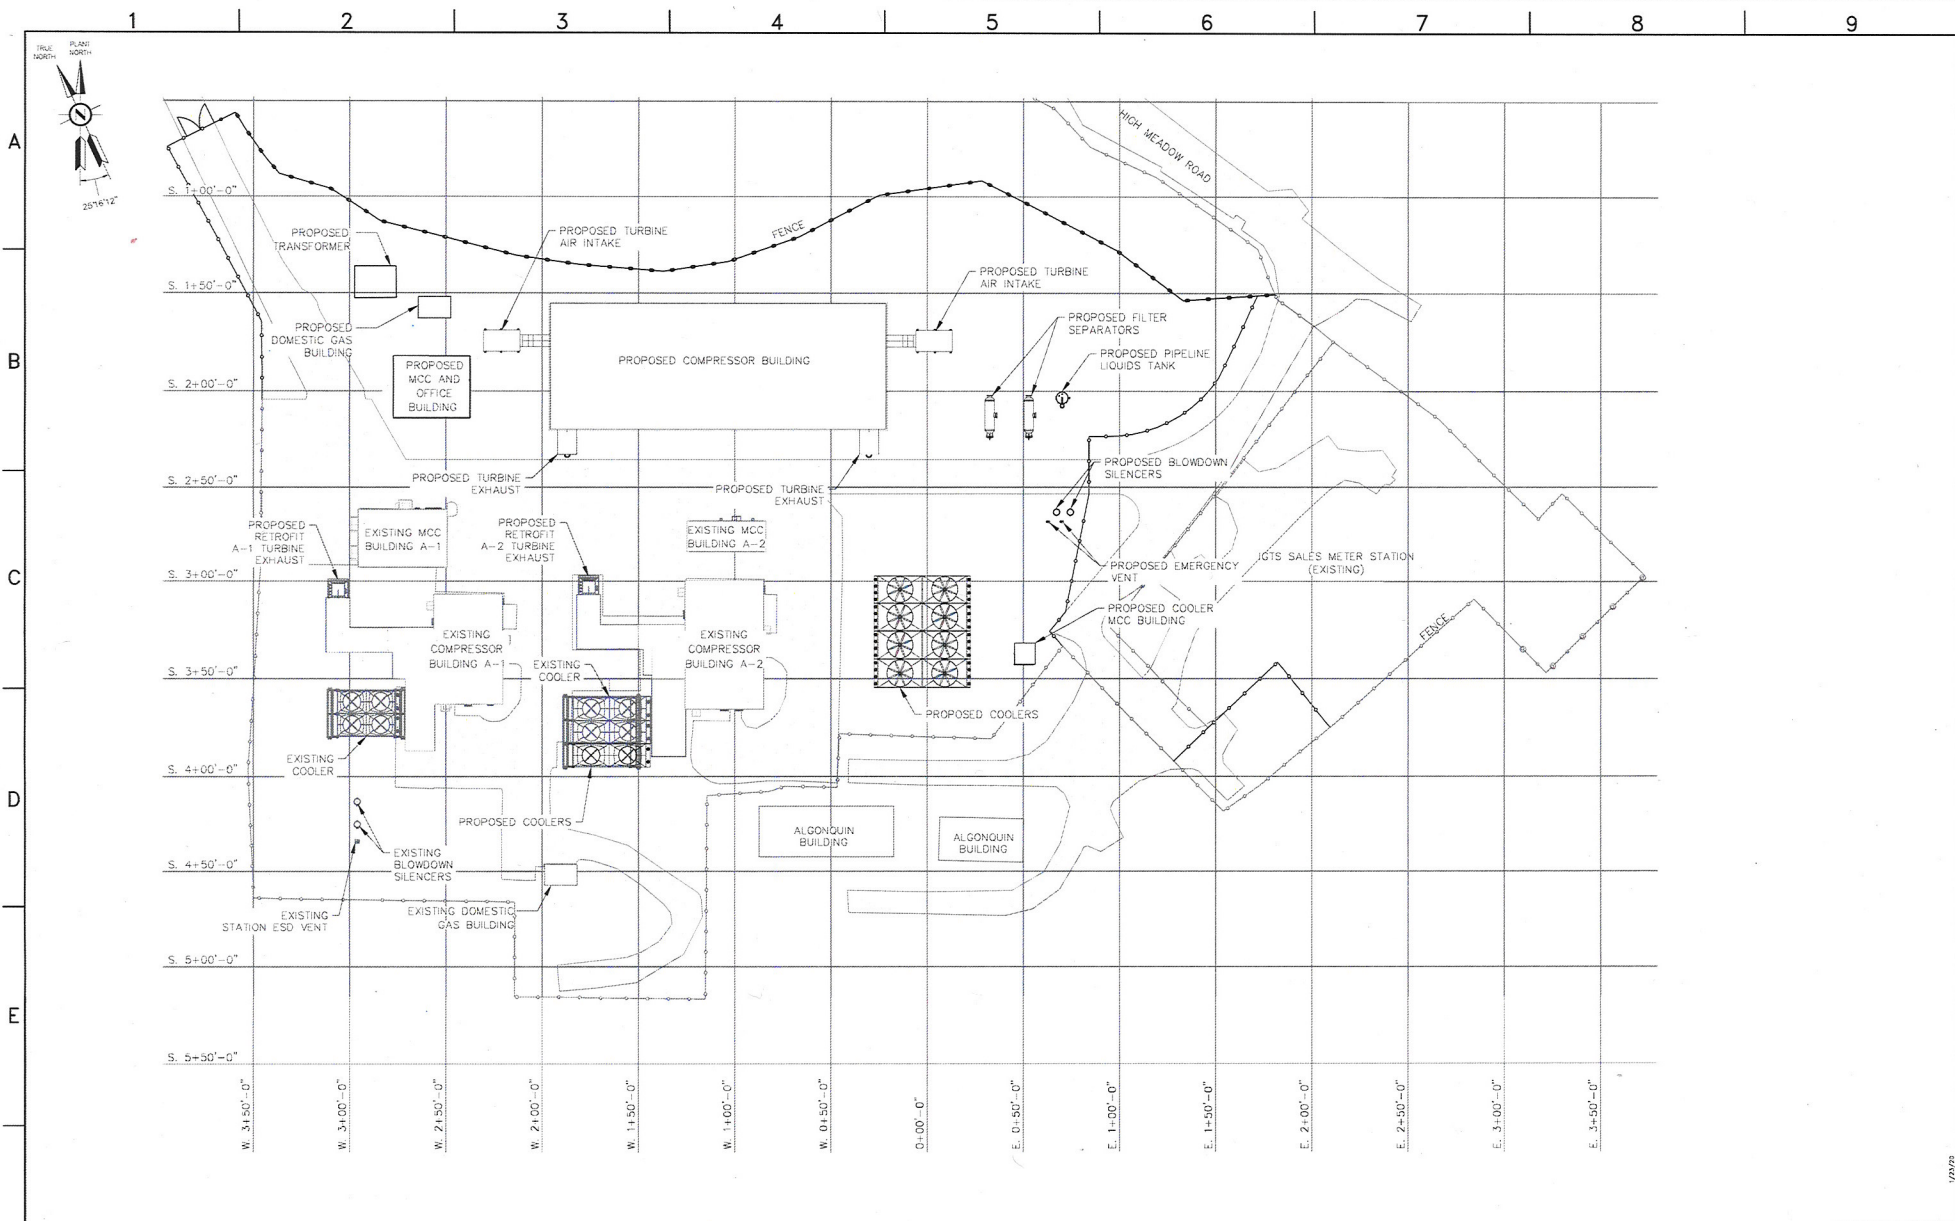 1 2 3 4 5 6 7 8 9
TRUE
NORTH
PLANT
NORTH
N
25°16'12"
A
B
C
D
E
HIGH MEADOW ROAD
S. 1+00'-0"
S. 1+50'-0"
S. 2+00'-0"
S. 2+50'-0"
S. 3+00'-0"
S. 3+50'-0"
S. 4+00'-0"
S. 4+50'-0"
S. 5+00'-0"
S. 5+50'-0"
PROPOSED
TRANSFORMER
PROPOSED TURBINE
AIR INTAKE
FENCE
PROPOSED TURBINE
AIR INTAKE
PROPOSED
DOMESTIC GAS
BUILDING
PROPOSED FILTER
SEPARATORS
PROPOSED PIPELINE
LIQUIDS TANK
PROPOSED
MCC AND
OFFICE
BUILDING
PROPOSED COMPRESSOR BUILDING
PROPOSED TURBINE
EXHAUST
PROPOSED TURBINE
EXHAUST
PROPOSED BLOWDOWN
SILENCERS
PROPOSED
RETROFIT
A-1 TURBINE
EXHAUST
EXISTING MCC
BUILDING A-1
PROPOSED
RETROFIT
A-2 TURBINE
EXHAUST
EXISTING MCC
BUILDING A-2
IGTS SALES METER STATION
(EXISTING)
PROPOSED EMERGENCY
VENT
PROPOSED COOLER
MCC BUILDING
FENCE
EXISTING
COMPRESSOR
BUILDING A-1
EXISTING
COOLER
EXISTING
COMPRESSOR
BUILDING A-2
PROPOSED COOLERS
EXISTING
COOLER
PROPOSED COOLERS
ALGONQUIN
BUILDING
ALGONQUIN
BUILDING
EXISTING
BLOWDOWN
SILENCERS
EXISTING
STATION ESD VENT
EXISTING DOMESTIC
GAS BUILDING
W. 3+50'-0"
W. 3+00'-0"
W. 2+50'-0"
W. 2+00'-0"
W. 1+50'-0"
W. 1+00'-0"
W. 0+50'-0"
0+00'-0"
E. 0+50'-0"
E. 1+00'-0"
E. 1+50'-0"
E. 2+00'-0"
E. 2+50'-0"
E. 3+00'-0"
E. 3+50'-0"
1/23/20